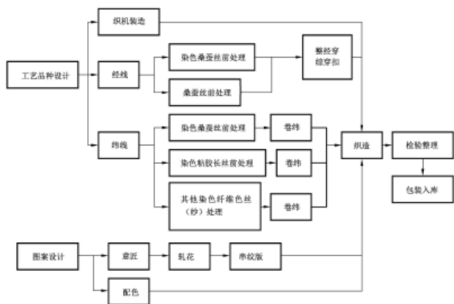 织机装造
工艺品种设计
经线
染色桑蚕丝前处理
桑蚕丝前处理
整经穿
综穿扣
纬线
染色桑蚕丝前处理
卷纬
染色粘胶长丝前处理
卷纬
其他染色纤维色丝
(纱)处理
卷纬
织造
检验整理
包装入库
图案设计
意匠
轧花
串纹版
配色